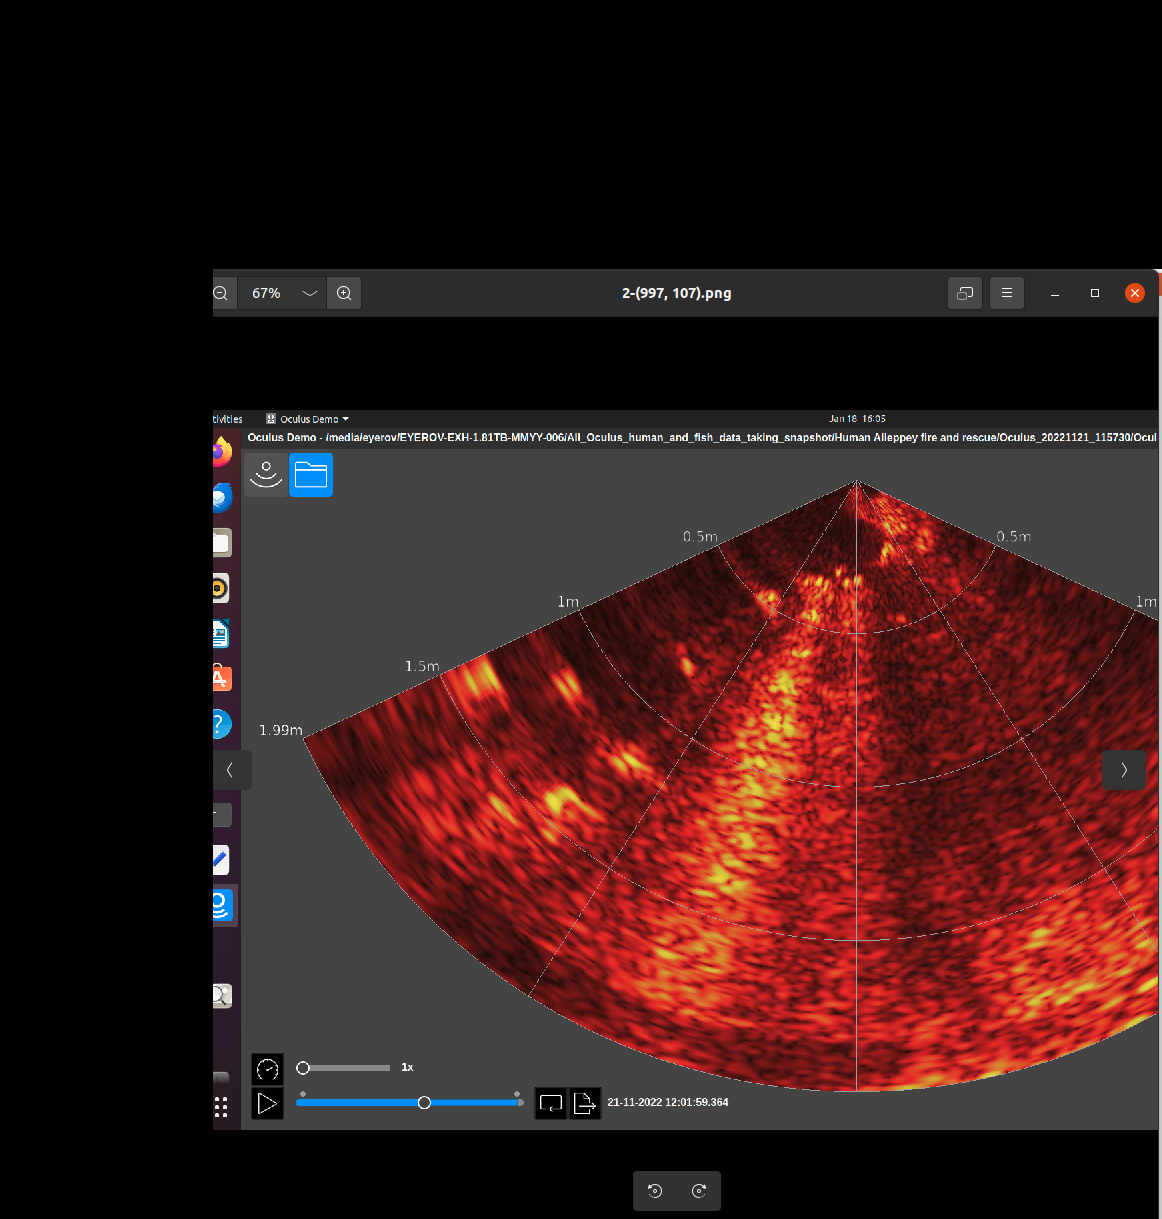 67%
2-(997, 107).png
tivities
Oculus Demo
Jan 18 16:05
Oculus Demo - /media/eyerov/EYEROV-EXH-1.81TB-MMYY-006/All_Oculus_human_and_fish_data_taking_snapshot/Human Alleppey fire and rescue/Oculus_20221121_115730/Ocul
0.5m
0.5m
1m
1m
1.5m
1.99m
1x
21-11-2022 12:01:59.364